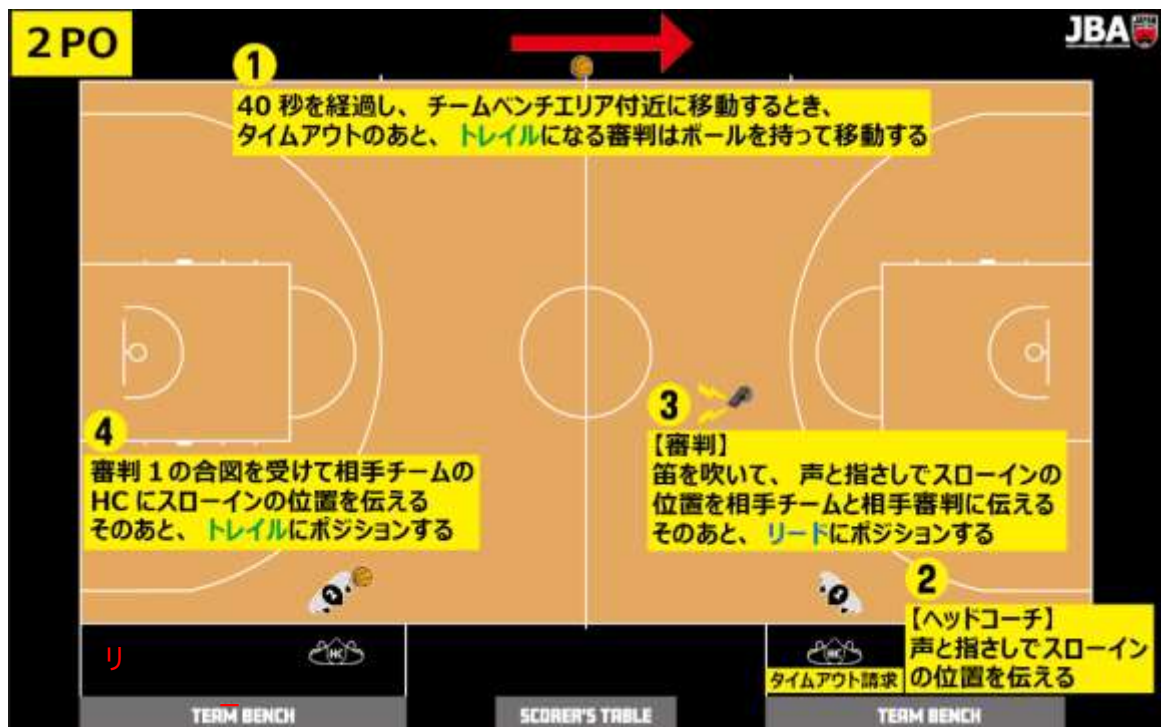 2PO
JBA
1
40 秒を経過し、チームベンチエリア付近に移動するとき、
タイムアウトのあと、トレイルになる審判はボールを持って移動する
3
【審判】
笛を吹いて、声と指さしでスローインの
位置を相手チームと相手審判に伝える
そのあと、リードにポジションする
4
審判 1の合図を受けて相手チームの
HC にスローインの位置を伝える
そのあと、トレイルにポジションする
2
【ヘッドコーチ】
声と指さしでスローイン
の位置を伝える
2
リ
HC
HC
タイムアウト請求
TEAM BENCH
SCORER'S TABLE
TEAM BENCH